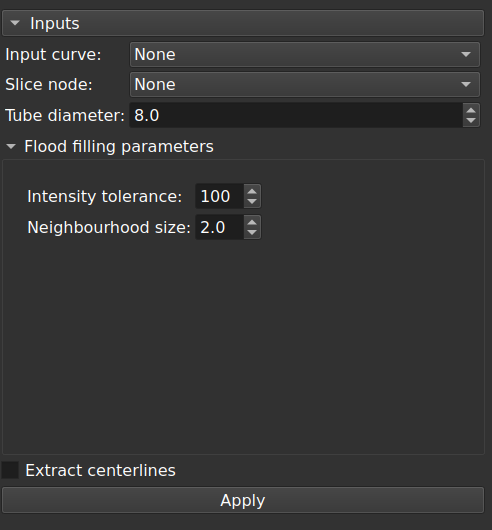 Inputs
Input curve: None
Slice node: None
Tube diameter: 8.0
Flood filling parameters
Intensity tolerance: 100
Neighbourhood size: 2.0
Extract centerlines
Apply